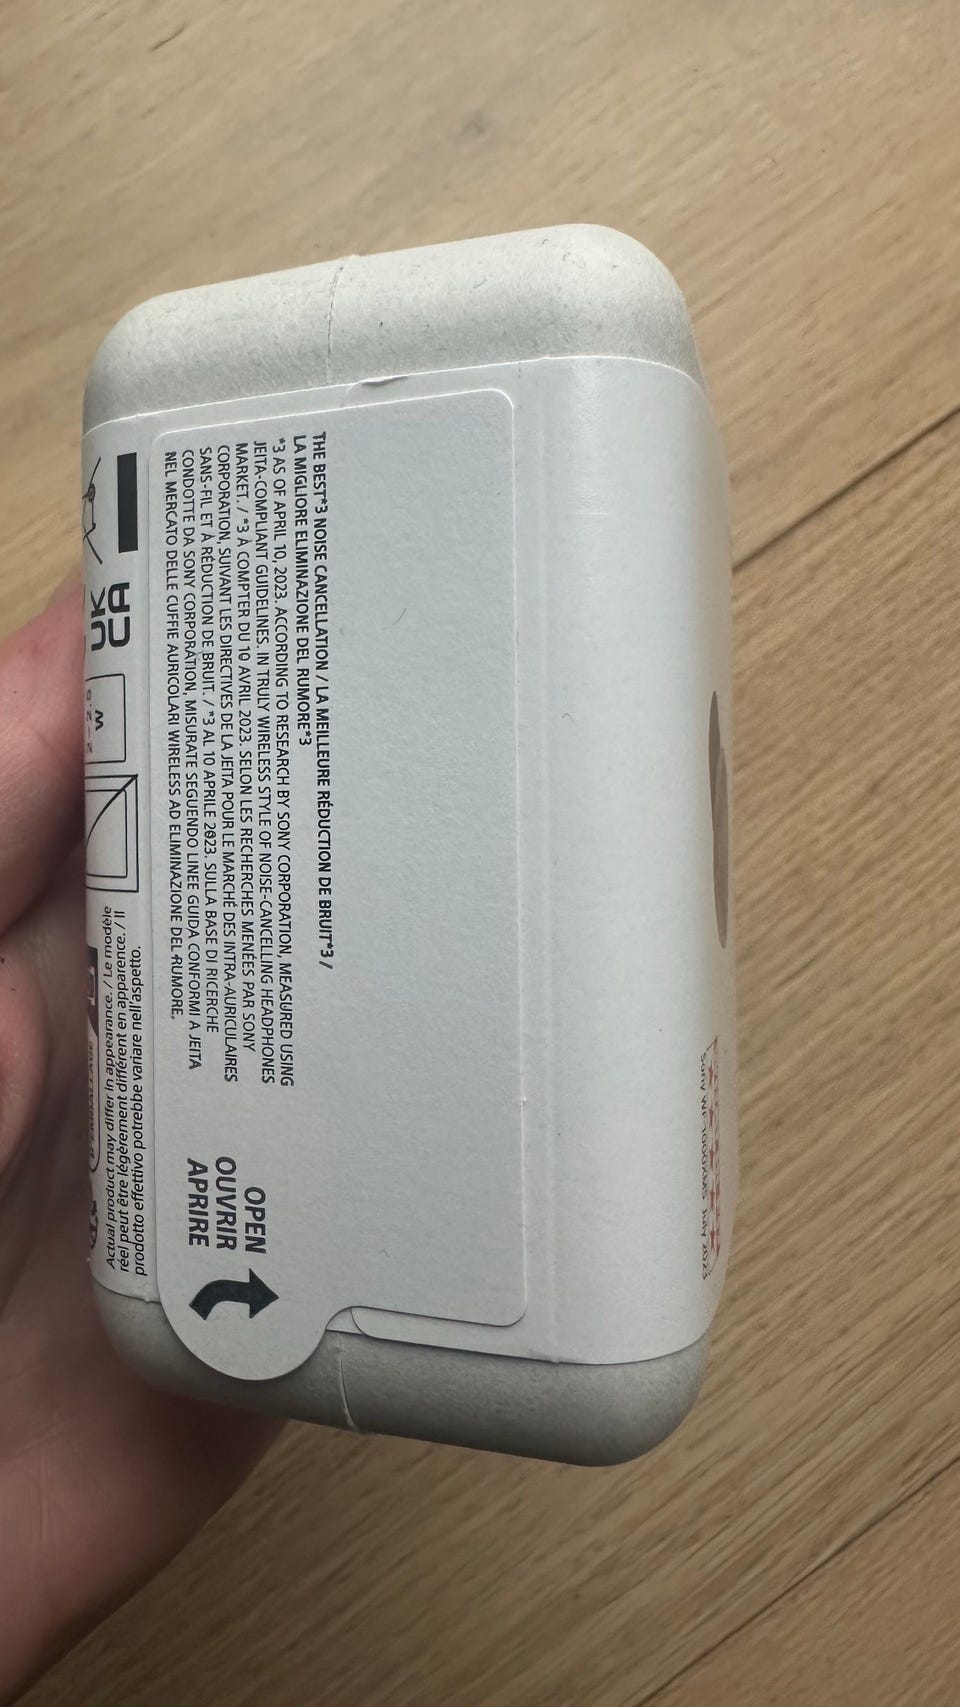 THE BEST*3 NOISE CANCELLATION / LA MEILLEURE RÉDUCTION DE BRUIT*3 /
LA MIGLIORE ELIMINAZIONE DEL RUMORE*3
*3 AS OF APRIL 10, 2023. ACCORDING TO RESEARCH BY SONY CORPORATION, MEASURED USING
JEITA-COMPLIANT GUIDELINES. IN TRULY WIRELESS STYLE OF NOISE-CANCELLING HEADPHONES
MARKET. / *3 À COMPTER DU 10 AVRIL 2023. SELON LES RECHERCHES MENÉES PAR SONY
CORPORATION, SUIVANT LES DIRECTIVES DE LA JEITA POUR LE MARCHÉ DES INTRA-AURICULAIRES
SANS-FIL ET À RÉDUCTION DE BRUIT. / *3 AL 10 APRILE 2023. SULLA BASE DI RICERCHE
CONDOTTE DA SONY CORPORATION, MISURATE SEGUENDO LINEE GUIDA CONFORMI A JEITA
NEL MERCATO DELLE CUFFIE AURICOLARI WIRELESS AD ELIMINAZIONE DEL RUMORE.
OPEN
OUVRIR
APRIRE
UK
CA
W
Actual product may differ in appearance. / Le modèle
réel peut être légèrement différent en apparence. / Il
prodotto effettivo potrebbe variare nell'aspetto.
Sony WF-1000XM5 July 2023